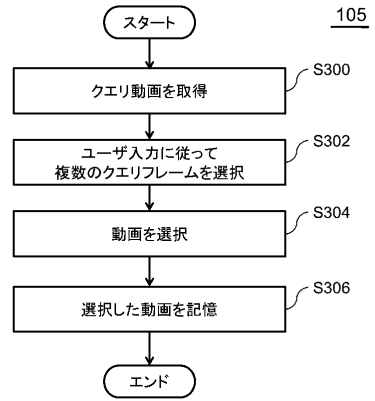 105
スタート
S300
クエリ動画を取得
S302
ユーザ入力に従って
複数のクエリフレームを選択
S304
動画を選択
S306
選択した動画を記憶
エンド